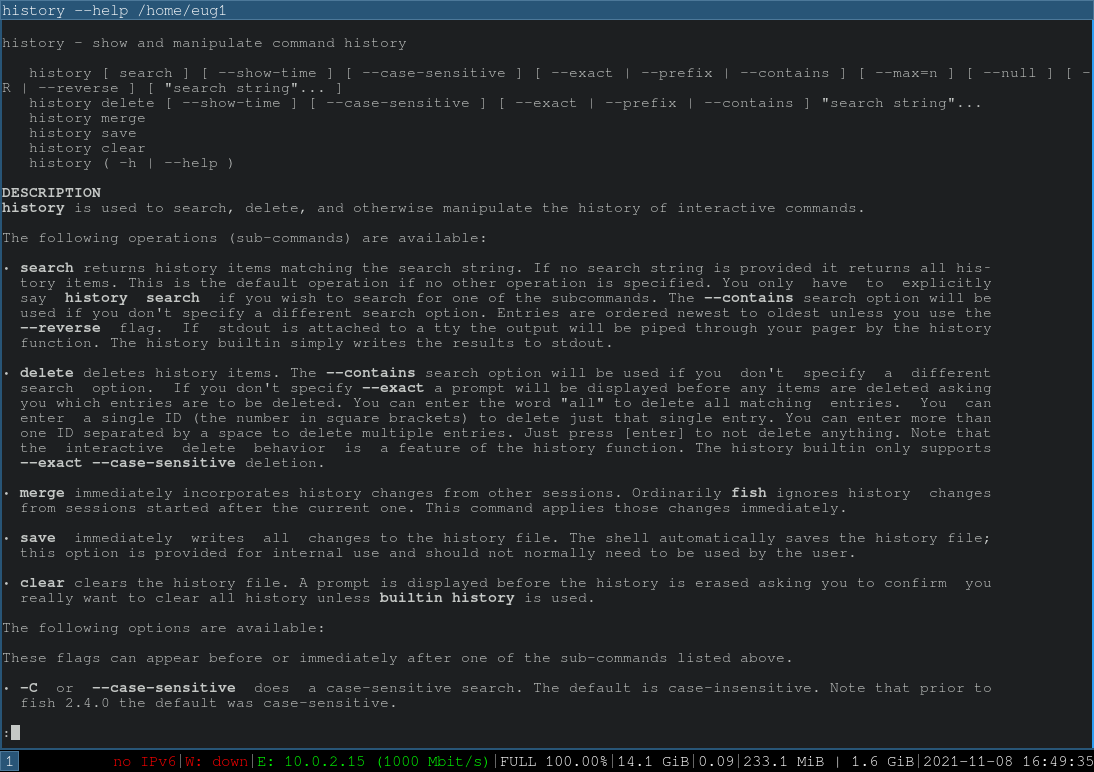 history --help /home/eug1
history - show and manipulate command history
history [ search ] [ --show-time ] [ --case-sensitive ] [ --exact | --prefix | --contains ] [ --max=n ] [ --null ] [ -
R | --reverse ] [ "search string"... ]
history delete [ --show-time ] [ --case-sensitive ] [ --exact | --prefix | --contains ] "search string"...
history merge
history save
history clear
history ( -h | --help )
DESCRIPTION
history is used to search, delete, and otherwise manipulate the history of interactive commands.
The following operations (sub-commands) are available:
· search returns history items matching the search string. If no search string is provided it returns all his-
tory items. This is the default operation if no other operation is specified. You only  have  to  explicitly
say  history  search  if you wish to search for one of the subcommands. The --contains search option will be
used if you don't specify a different search option. Entries are ordered newest to oldest unless you use the
--reverse  flag.  If  stdout is attached to a tty the output will be piped through your pager by the history
function. The history builtin simply writes the results to stdout.
· delete deletes history items. The --contains search option will be used if you  don't  specify  a  different
search  option.  If you don't specify --exact a prompt will be displayed before any items are deleted asking
you which entries are to be deleted. You can enter the word "all" to delete all matching  entries.  You  can
enter  a single ID (the number in square brackets) to delete just that single entry. You can enter more than
one ID separated by a space to delete multiple entries. Just press [enter] to not delete anything. Note that
the  interactive  delete  behavior  is  a feature of the history function. The history builtin only supports
--exact --case-sensitive deletion.
· merge immediately incorporates history changes from other sessions. Ordinarily fish ignores history  changes
from sessions started after the current one. This command applies those changes immediately.
· save  immediately  writes  all  changes to the history file. The shell automatically saves the history file;
this option is provided for internal use and should not normally need to be used by the user.
· clear clears the history file. A prompt is displayed before the history is erased asking you to confirm  you
really want to clear all history unless builtin history is used.
The following options are available:
These flags can appear before or immediately after one of the sub-commands listed above.
· -C  or  --case-sensitive  does  a case-sensitive search. The default is case-insensitive. Note that prior to
fish 2.4.0 the default was case-sensitive.
:
1 no IPv6|W: down|E: 10.0.2.15 (1000 Mbit/s)|FULL 100.00%|14.1 GiB|0.09|233.1 MiB | 1.6 GiB|2021-11-08 16:49:35